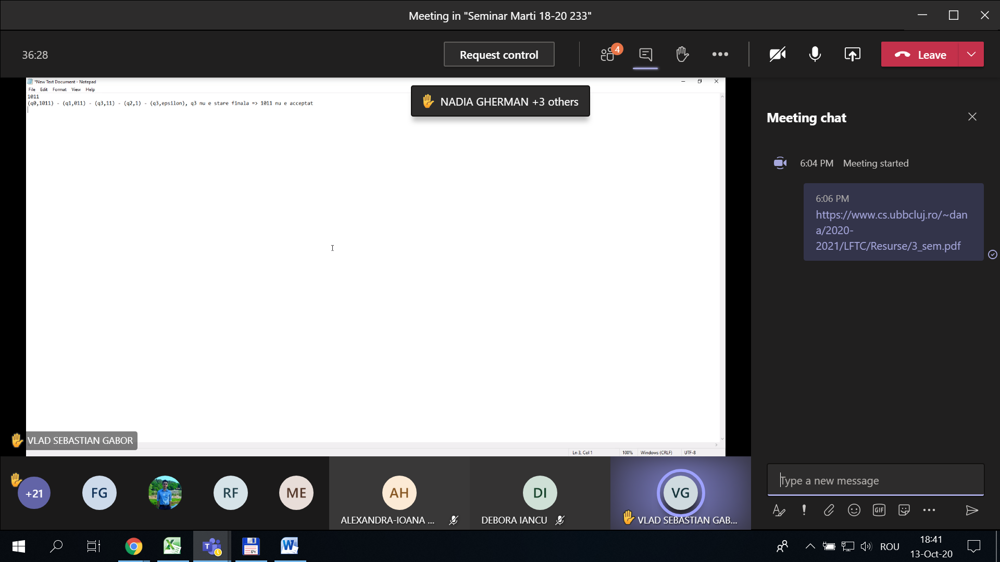 Meeting in "Seminar Marti 18-20 233"
36:28
Request control
4
Leave
*New Text Document - Notepad
File Edit Format View Help
1011
(q0,1011) - (q1,011) - (q3,11) - (q2,1) - (q3,epsilon), q3 nu e stare finala => 1011 nu e acceptat
NADIA GHERMAN +3 others
Meeting chat
6:04 PM Meeting started
6:06 PM
https://www.cs.ubbcluj.ro/~dan
a/2020-
2021/LFTC/Resurse/3_sem.pdf
VLAD SEBASTIAN GABOR
Ln 3, Col 1 100% Windows (CRLF) UTF-8
+21 FG RF ME AH DI VG
ALEXANDRA-IOANA ... DEBORA IANCU VLAD SEBASTIAN GAB...
Type a new message
GIF
ROU
18:41
13-Oct-20